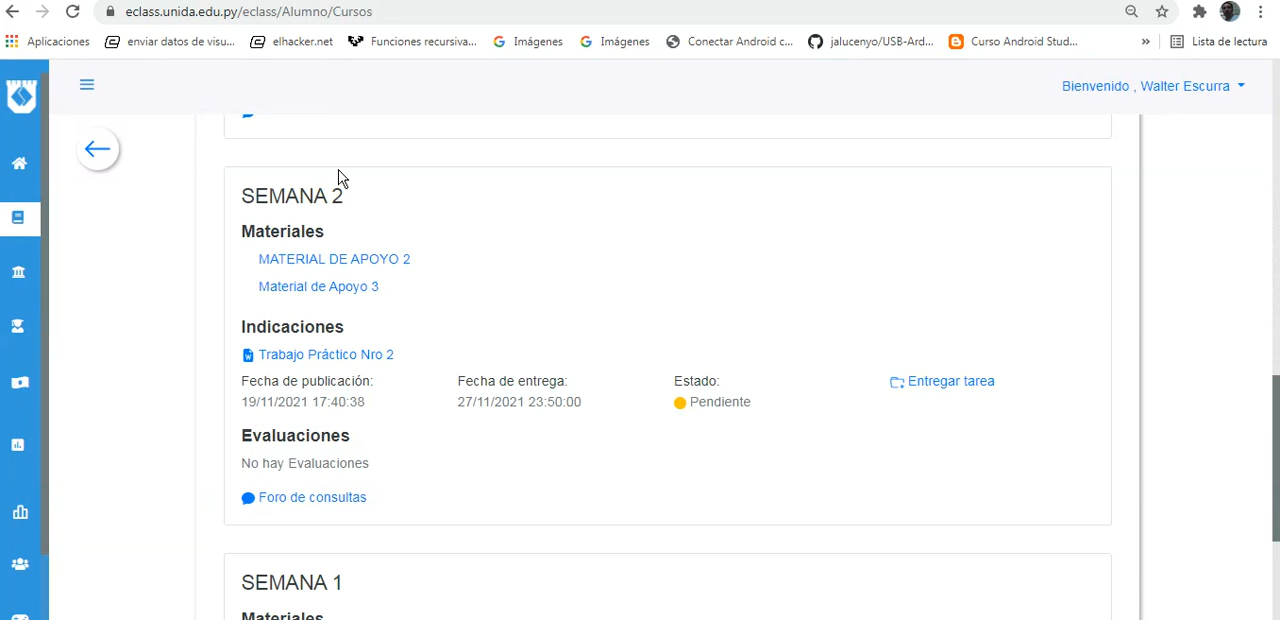 eclass.unida.edu.py/eclass/Alumno/Cursos
Aplicaciones enviar datos de visu... elhacker.net Funciones recursiva... Imágenes Imágenes Conectar Android c... jalucenyo/USB-Ard... Curso Android Stud... » Lista de lectura
Bienvenido , Walter Escurra
SEMANA 2
Materiales
MATERIAL DE APOYO 2
Material de Apoyo 3
Indicaciones
Trabajo Práctico Nro 2
Fecha de publicación: Fecha de entrega: Estado: Entregar tarea
19/11/2021 17:40:38 27/11/2021 23:50:00 Pendiente
Evaluaciones
No hay Evaluaciones
Foro de consultas
SEMANA 1
Materiales